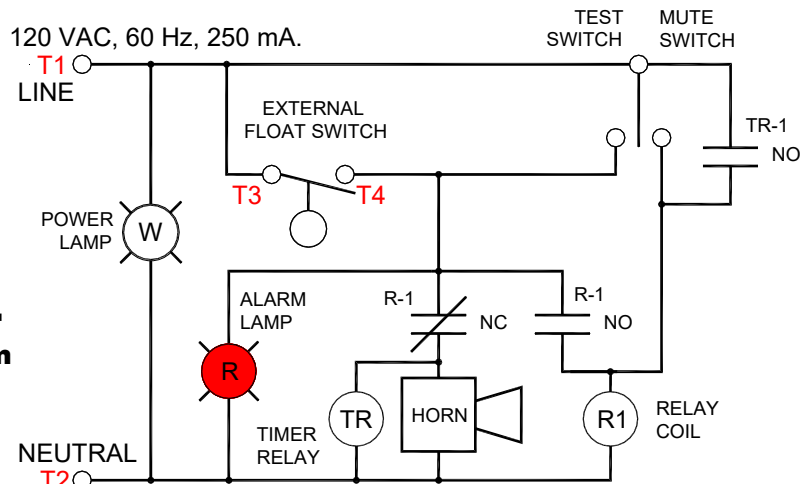 120 VAC, 60 Hz, 250 mA.
T1
LINE
TEST
SWITCH
MUTE
SWITCH
EXTERNAL
FLOAT SWITCH
TR-1
NO
T3
T4
POWER
LAMP
W
ALARM
LAMP
R-1
NC
R-1
NO
R
TIMER
RELAY
TR
HORN
R1
RELAY
COIL
NEUTRAL
T2